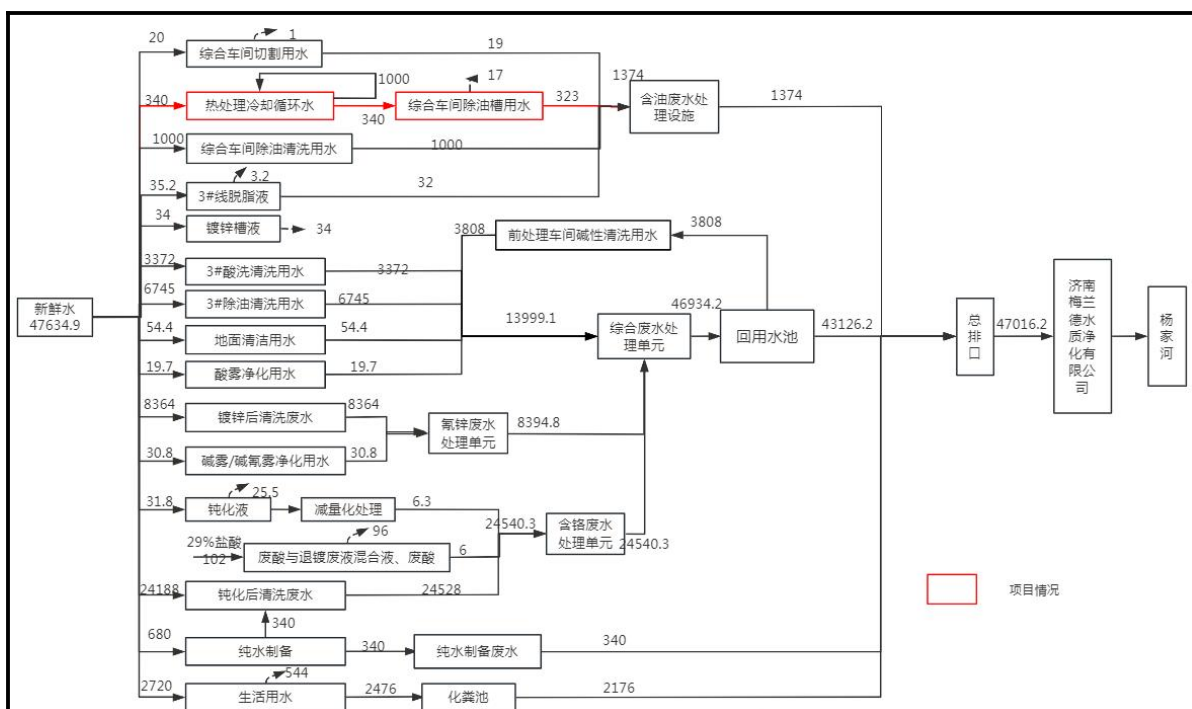 20
综合车间切割用水
1
19
340
热处理冷却循环水
1000
340
综合车间除油槽用水
17
323
1374
含油废水处
理设施
1374
1000
综合车间除油清洗用水
1000
35.2
3#线脱脂液
3.2
32
34
镀锌槽液
34
3808
前处理车间碱性清洗用水
3808
3372
3#酸洗清洗用水
3372
6745
3#除油清洗用水
6745
新鲜水
47634.9
54.4
地面清洁用水
54.4
13999.1
综合废水处
理单元
46934.2
回用水池
43126.2
总
排
口
47016.2
济南
梅兰
德水
质净
化有
限公
司
杨
家
河
19.7
酸雾净化用水
19.7
8364
镀锌后清洗废水
8364
氰锌废水
处理单元
8394.8
30.8
碱雾/碱氰雾净化用水
30.8
31.8
钝化液
25.5
减量化处理
6.3
29%盐酸
102
废酸与退镀废液混合液、废酸
96
6
24540.3
含铬废水
处理单元
24540.3
24188
钝化后清洗废水
24528
340
680
纯水制备
340
纯水制备废水
340
2720
生活用水
544
2476
化粪池
2176
项目情况